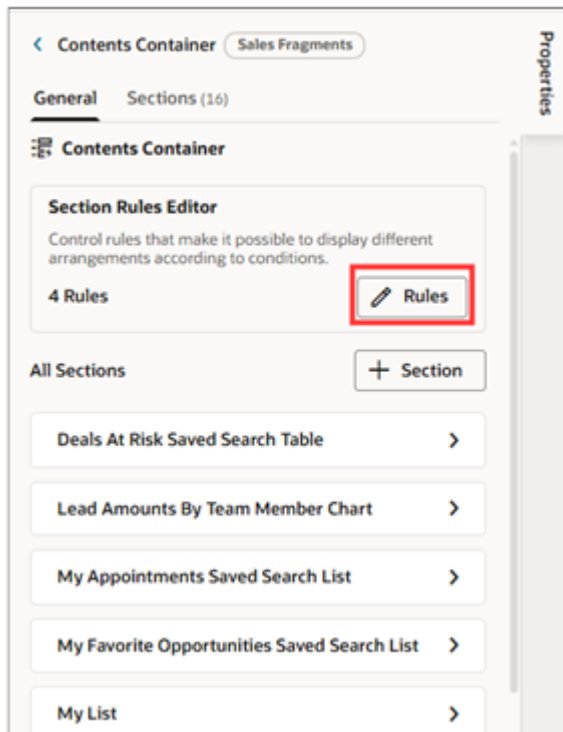 Contents Container Sales Fragments
Properties
General Sections (16)
Contents Container
Section Rules Editor
Control rules that make it possible to display different
arrangements according to conditions.
4 Rules Rules
All Sections + Section
Deals At Risk Saved Search Table
Lead Amounts By Team Member Chart
My Appointments Saved Search List
My Favorite Opportunities Saved Search List
My List